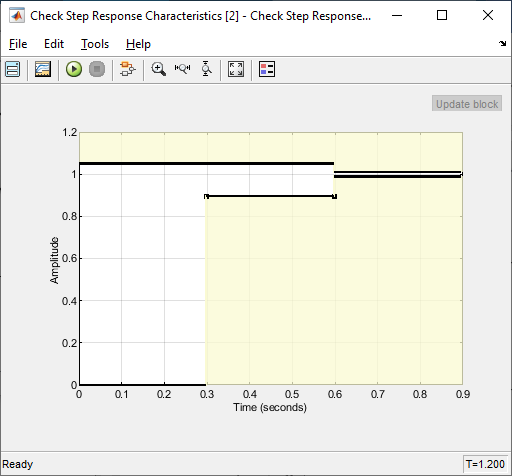 Check Step Response Characteristics [2] - Check Step Response...
File Edit Tools Help
Update block
1.2
1
0.8
0.6
0.4
0.2
0
Amplitude
0 0.1 0.2 0.3 0.4 0.5 0.6 0.7 0.8 0.9
Time (seconds)
Ready T=1.200